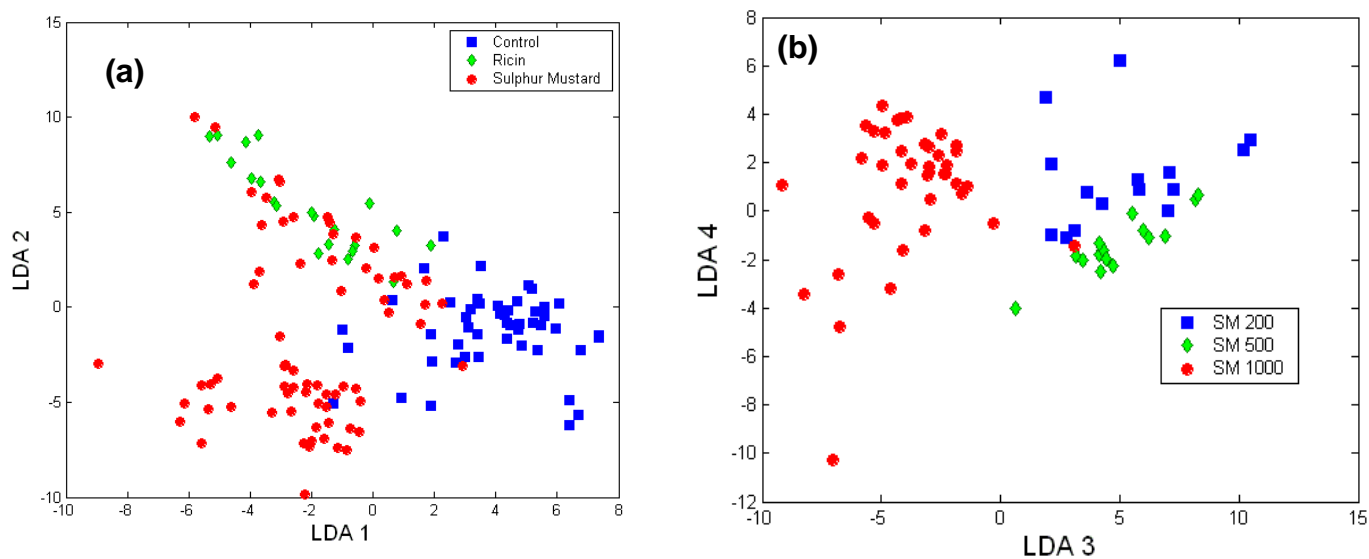 (a)
Control
Ricin
Sulphur Mustard
15
10
5
0
-5
-10
LDA 2
-10 -8 -6 -4 -2 0 2 4 6 8
LDA 1
(b)
8
6
4
2
0
-2
-4
-6
-8
-10
-12
LDA 4
SM 200
SM 500
SM 1000
-10 -5 0 5 10 15
LDA 3